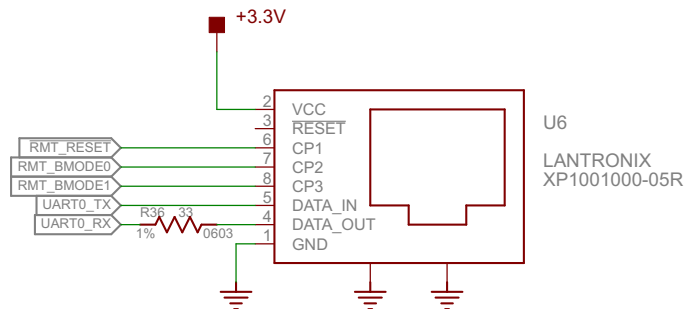 +3.3V
2 VCC
3 RESET
RMT_RESET 6 CP1
RMT_BMODE0 7 CP2
RMT_BMODE1 8 CP3
UART0_TX 5 DATA_IN
UART0_RX R36 33 1% 0603 4 DATA_OUT
1 GND
U6
LANTRONIX
XP1001000-05R